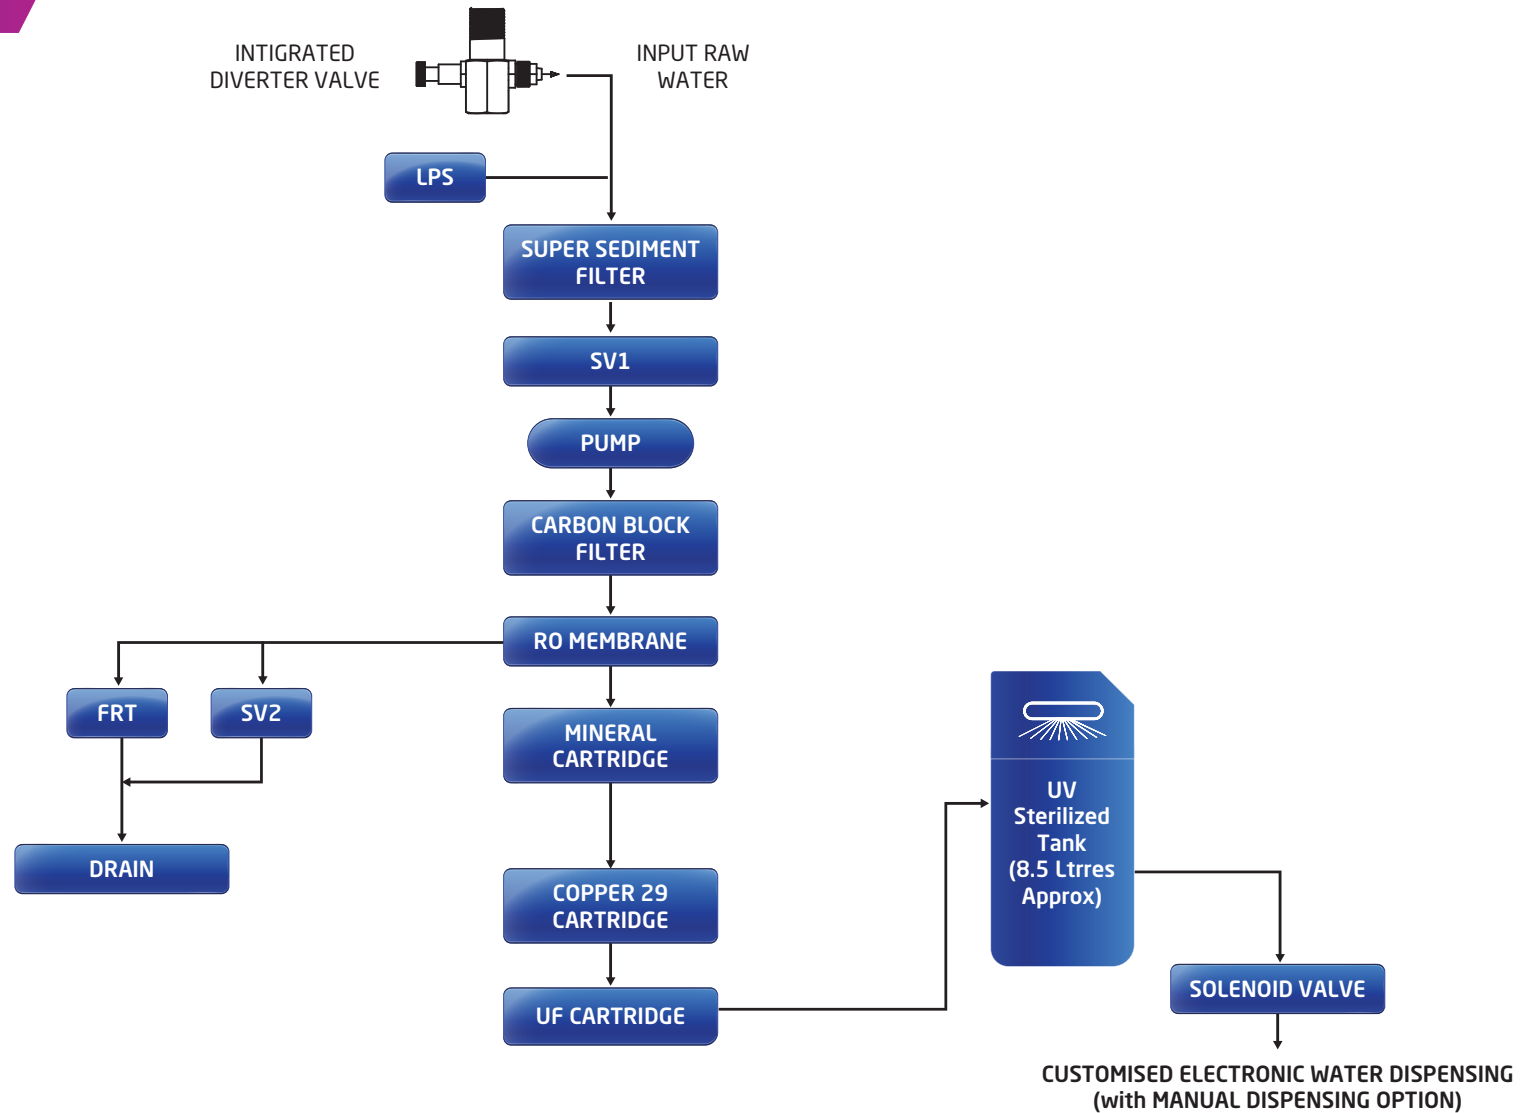 INTIGRATED
DIVERTER VALVE
INPUT RAW
WATER
LPS
SUPER SEDIMENT
FILTER
SV1
PUMP
CARBON BLOCK
FILTER
RO MEMBRANE
FRT
SV2
MINERAL
CARTRIDGE
DRAIN
COPPER 29
CARTRIDGE
UF CARTRIDGE
UV
Sterilized
Tank
(8.5 Ltrres
Approx)
SOLENOID VALVE
CUSTOMISED ELECTRONIC WATER DISPENSING
(with MANUAL DISPENSING OPTION)